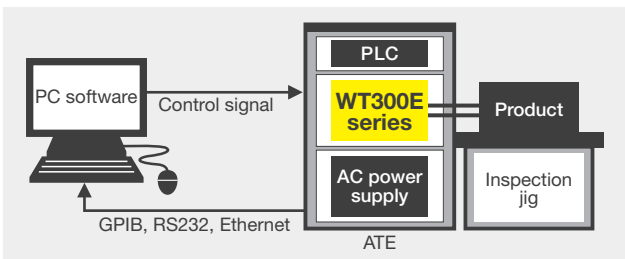 PLC
PC software
Control signal
WT300E
series
Product
AC power
supply
Inspection
jig
GPIB, RS232, Ethernet
ATE